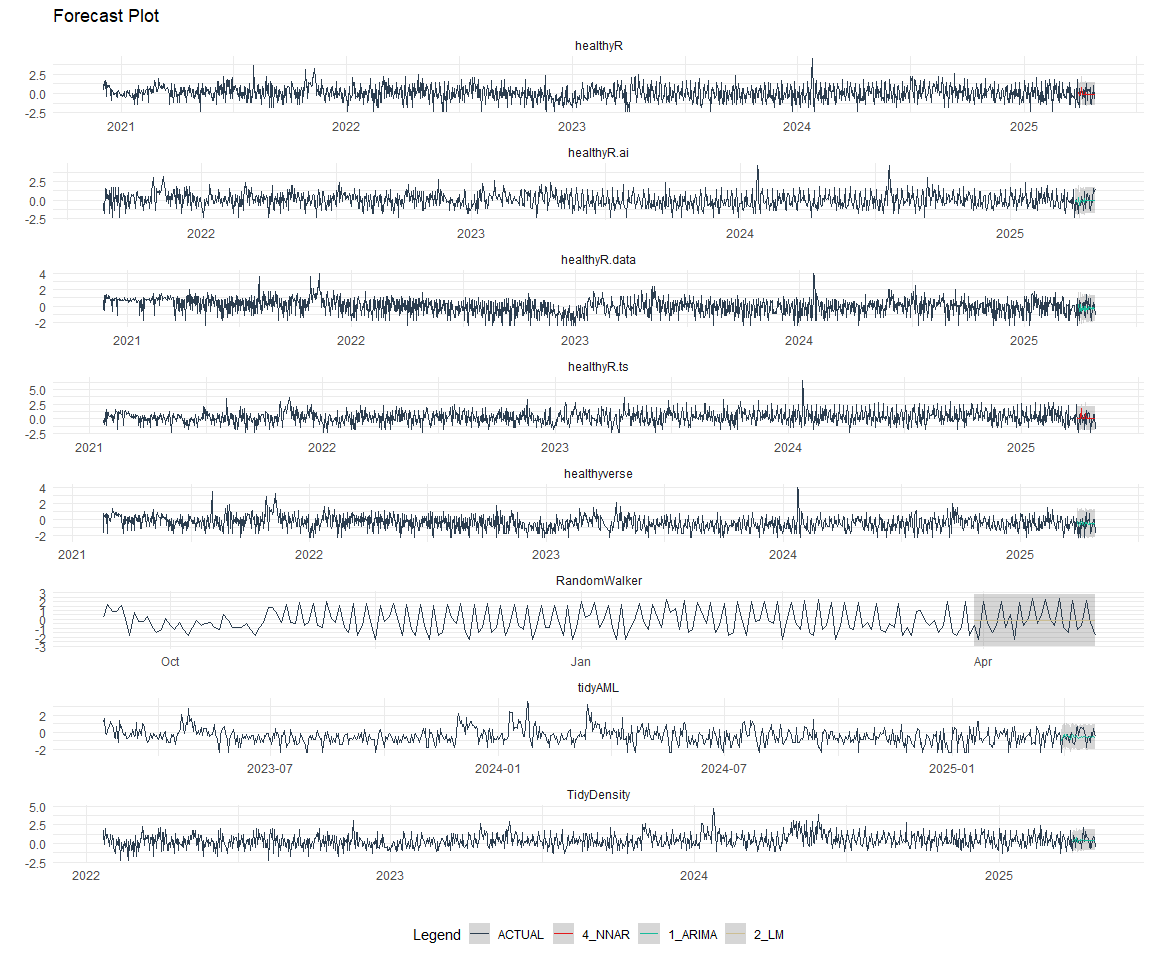 Forecast Plot
healthyR
2.5
0.0
-2.5
2021 2022 2023 2024 2025
healthyR.ai
2.5
0.0
-2.5
2022 2023 2024 2025
healthyR.data
4
2
0
-2
2021 2022 2023 2024 2025
healthyR.ts
5.0
2.5
0.0
-2.5
2021 2022 2023 2024 2025
healthyverse
4
2
0
-2
2021 2022 2023 2024 2025
RandomWalker
3
2
1
0
-1
-2
-3
Oct Jan Apr
tidyAML
2
0
-2
2023-07 2024-01 2024-07 2025-01
TidyDensity
5.0
2.5
0.0
-2.5
2022 2023 2024 2025
Legend ACTUAL 4_NNAR 1_ARIMA 2_LM